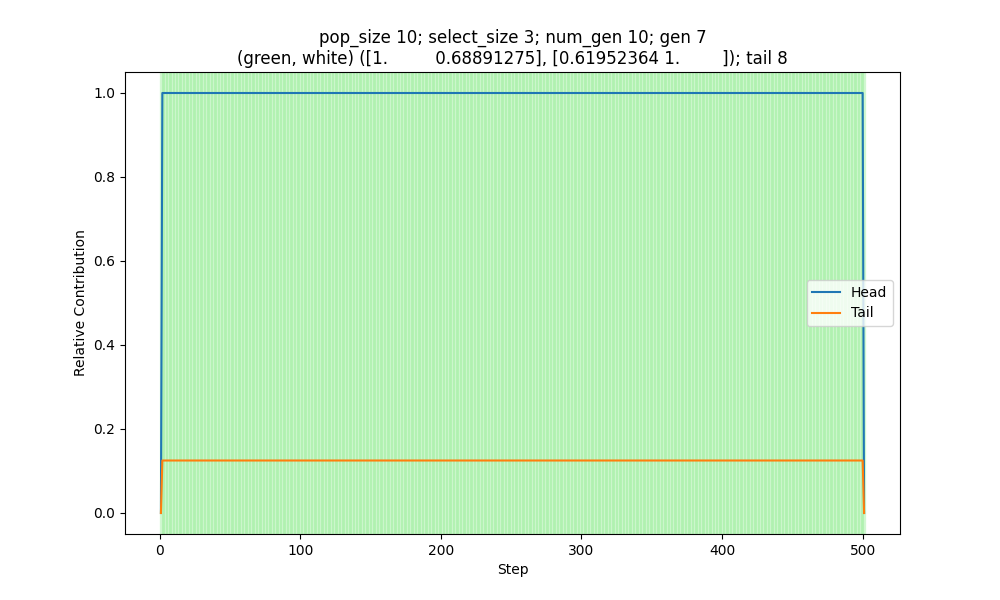 pop_size 10; select_size 3; num_gen 10; gen 7
(green, white) ([1.         0.68891275], [0.61952364 1.        ]); tail 8
1.0
0.8
0.6
0.4
0.2
0.0
Relative Contribution
Head
Tail
0 100 200 300 400 500
Step